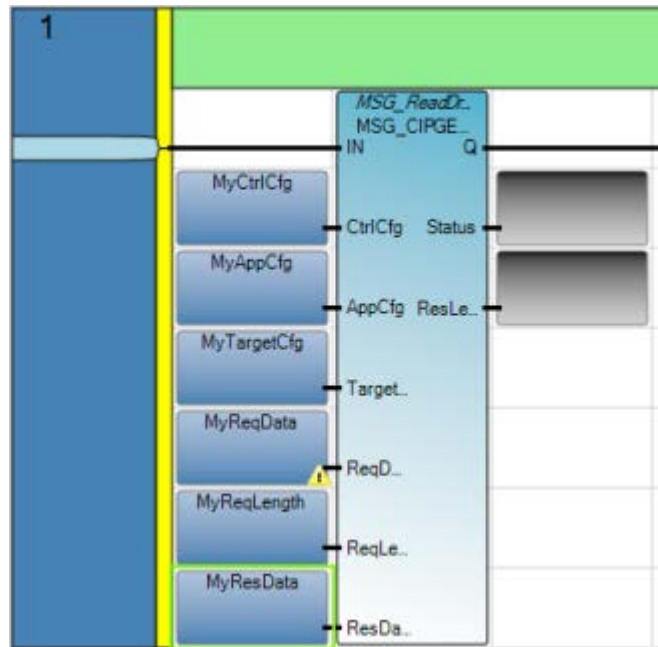 1
MSG_ReadDr..
MSG_CIPGE...
IN Q
MyCtrlCfg
CtrlCfg Status
MyAppCfg
AppCfg ResLe...
MyTargetCfg
Target...
MyReqData
ReqD...
MyReqLength
ReqLe...
MyResData
ResDa...